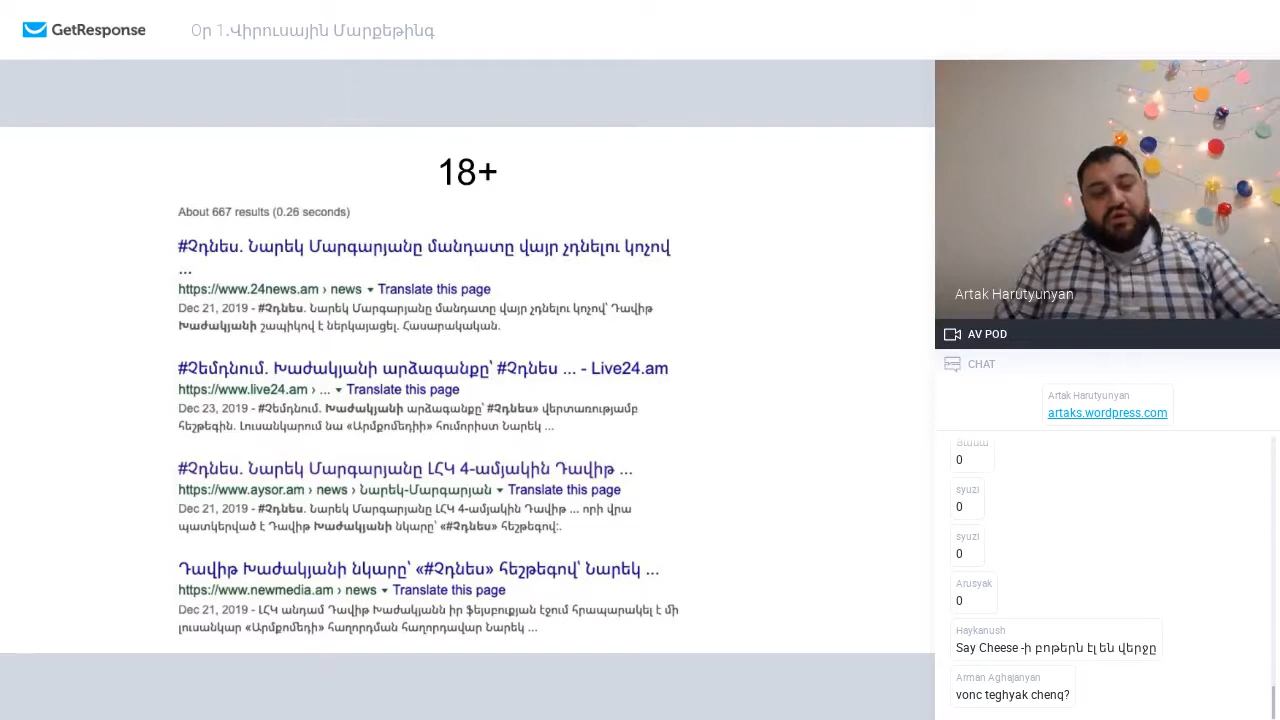 GetResponse
Օր 1.Վիրուսային Մարքեթինգ
18+
About 667 results (0.26 seconds)
#Չդնես. Նարեկ Մարգարյանը մանդատը վայր չդնելու կոչով
...
https://www.24news.am › news ▾ Translate this page
Dec 21, 2019 - #Չդնես. Նարեկ Մարգարյանը մանդատը վայր չդնելու կոչով՝ Դավիթ
Խաժակյանի շապիկով է ներկայացել. Հասարակական.
#Չեմդնում. Խաժակյանի արձագանքը՝ #Չդնես ... - Live24.am
https://www.live24.am › ... ▾ Translate this page
Dec 23, 2019 - #Չեմդնում. Խաժակյանի արձագանքը՝ #Չդնես» վերտառությամբ
հեշթեգին. Լուսանկարում նա «Արմքոմեդիի» հումորիստ Նարեկ ...
#Չդնես. Նարեկ Մարգարյանը ԼՀԿ 4-ամյակին Դավիթ ...
https://www.aysor.am › news › Նարեկ-Մարգարյան ▾ Translate this page
Dec 21, 2019 - #Չդնես. Նարեկ Մարգարյանը ԼՀԿ 4-ամյակին Դավիթ ... որի վրա
պատկերված է Դավիթ Խաժակյանի նկարը՝ «#Չդնես» հեշթեգով:.
Դավիթ Խաժակյանի նկարը՝ «#Չդնես» հեշթեգով՝ Նարեկ ...
https://www.newmedia.am › news ▾ Translate this page
Dec 21, 2019 - ԼՀԿ անդամ Դավիթ Խաժակյանն իր ֆեյսբուքյան էջում հրապարակել է մի
լուսանկար «Արմքոմեդի» հաղորդման հաղորդավար Նարեկ ...
Artak Harutyunyan
AV POD
CHAT
Artak Harutyunyan
artaks.wordpress.com
0
syuzi
0
syuzi
0
Arusyak
0
Haykanush
Say Cheese -ի բոթերն էլ են վերջը
Arman Aghajanyan
vonc teghyak chenq?